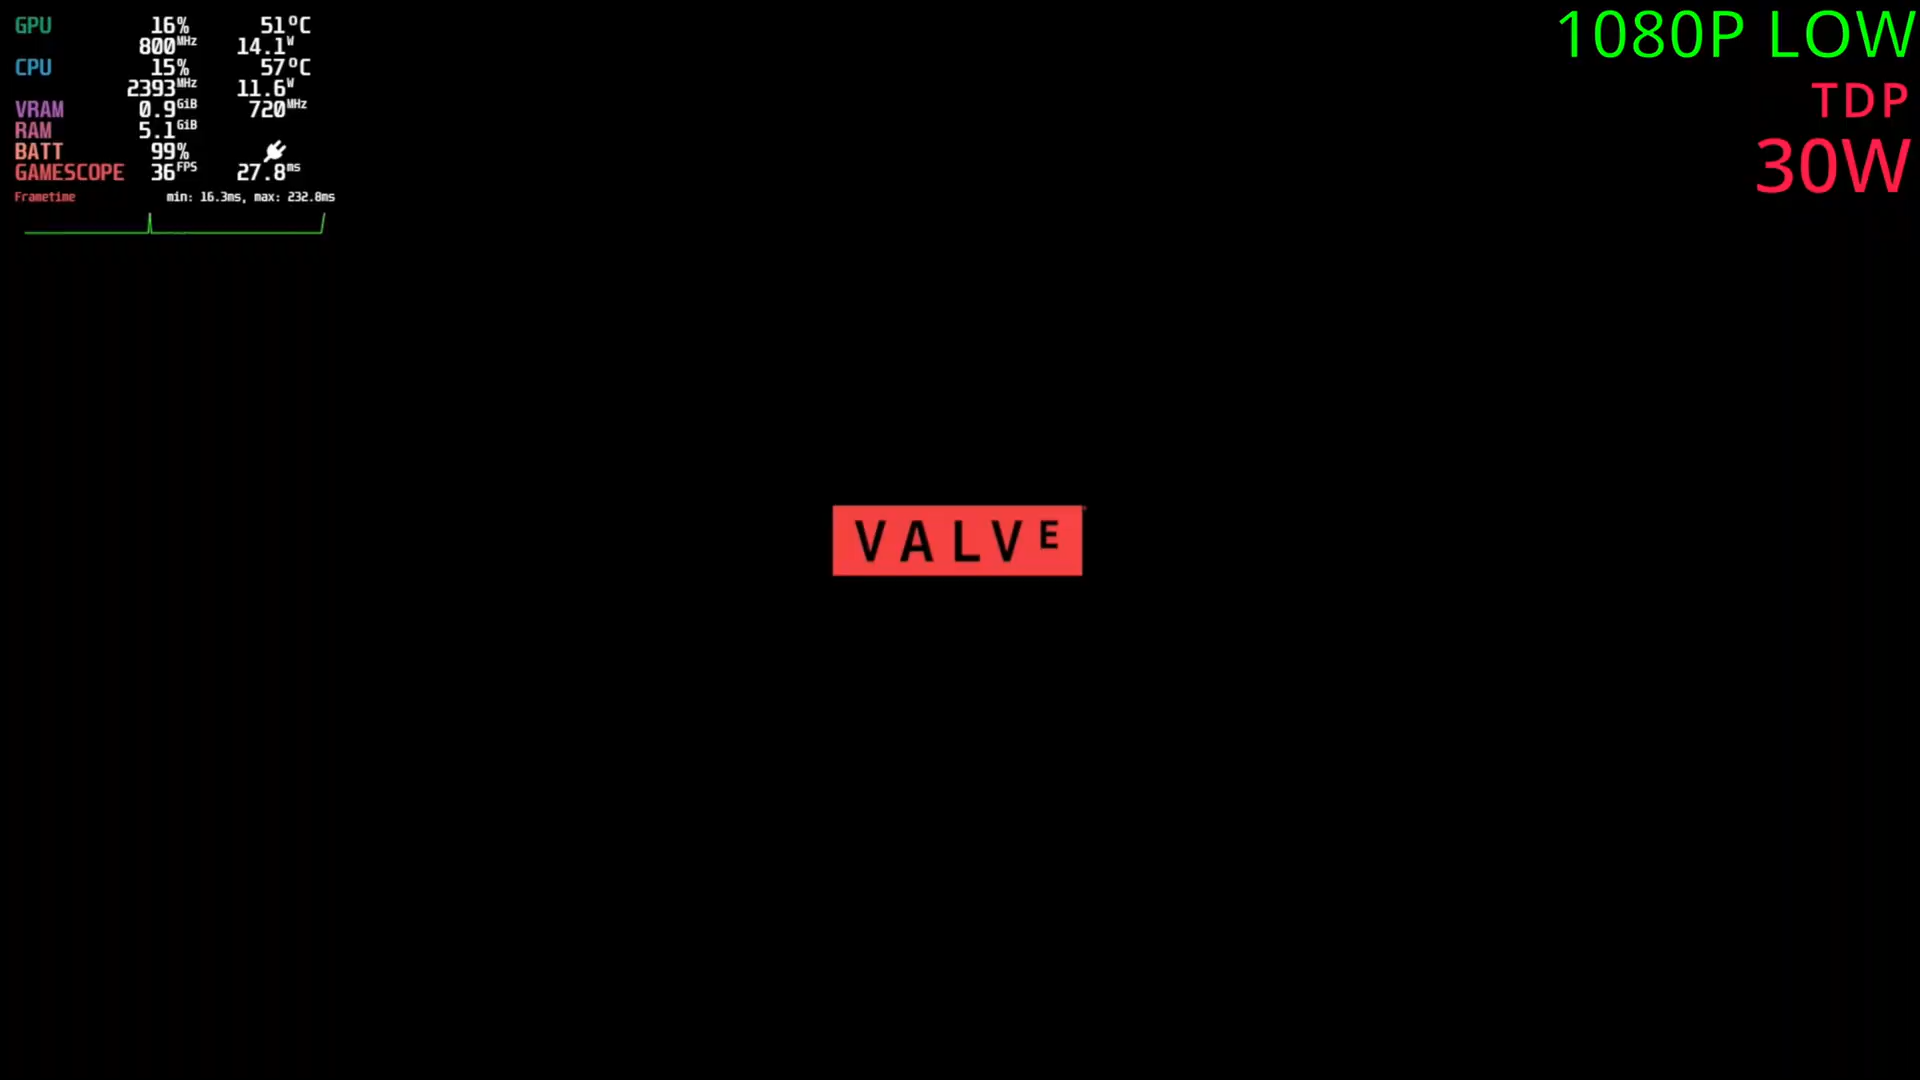 GPU 16% 51°C
800MHz 14.1W
CPU 15% 57°C
2393MHz 11.6W
VRAM 0.9GiB 720MHz
RAM 5.1GiB
BATT 99%
GAMESCOPE 36FPS 27.8ms
Frametime min: 16.3ms, max: 232.8ms
1080P LOW
TDP
30W
VALVE